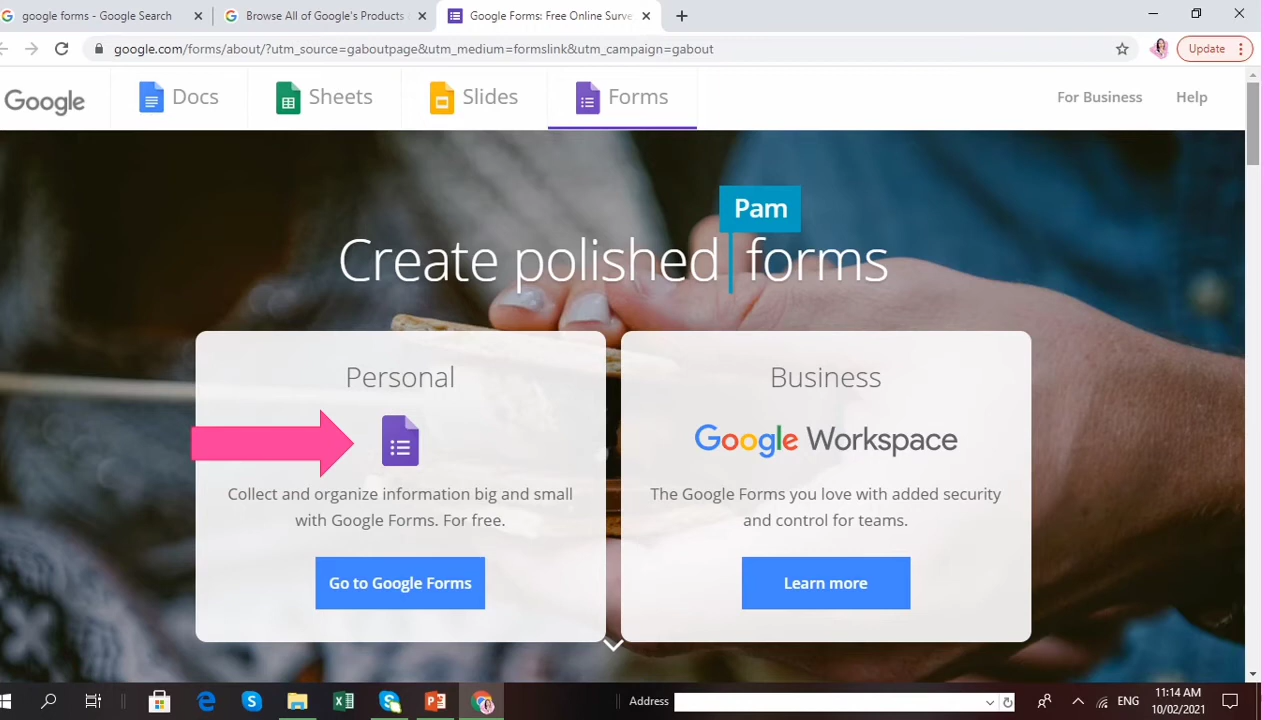 google forms - Google Search
Browse All of Google's Products
Google Forms: Free Online Surve
google.com/forms/about/?utm_source=gaboutpage&utm_medium=formslink&utm_campaign=gabout
Update
Google
Docs
Sheets
Slides
Forms
For Business
Help
Pam
Create polished forms
Personal
Collect and organize information big and small
with Google Forms. For free.
Go to Google Forms
Business
Google Workspace
The Google Forms you love with added security
and control for teams.
Learn more
Address
ENG
11:14 AM
10/02/2021